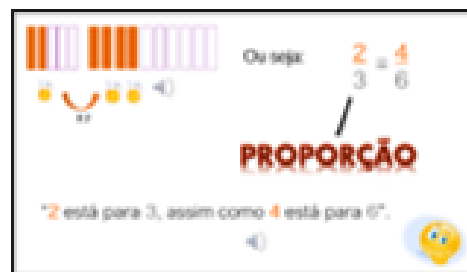 Ou seja:
2/3 = 4/6
PROPORÇÃO
"2 está para 3, assim como 4 está para 6".